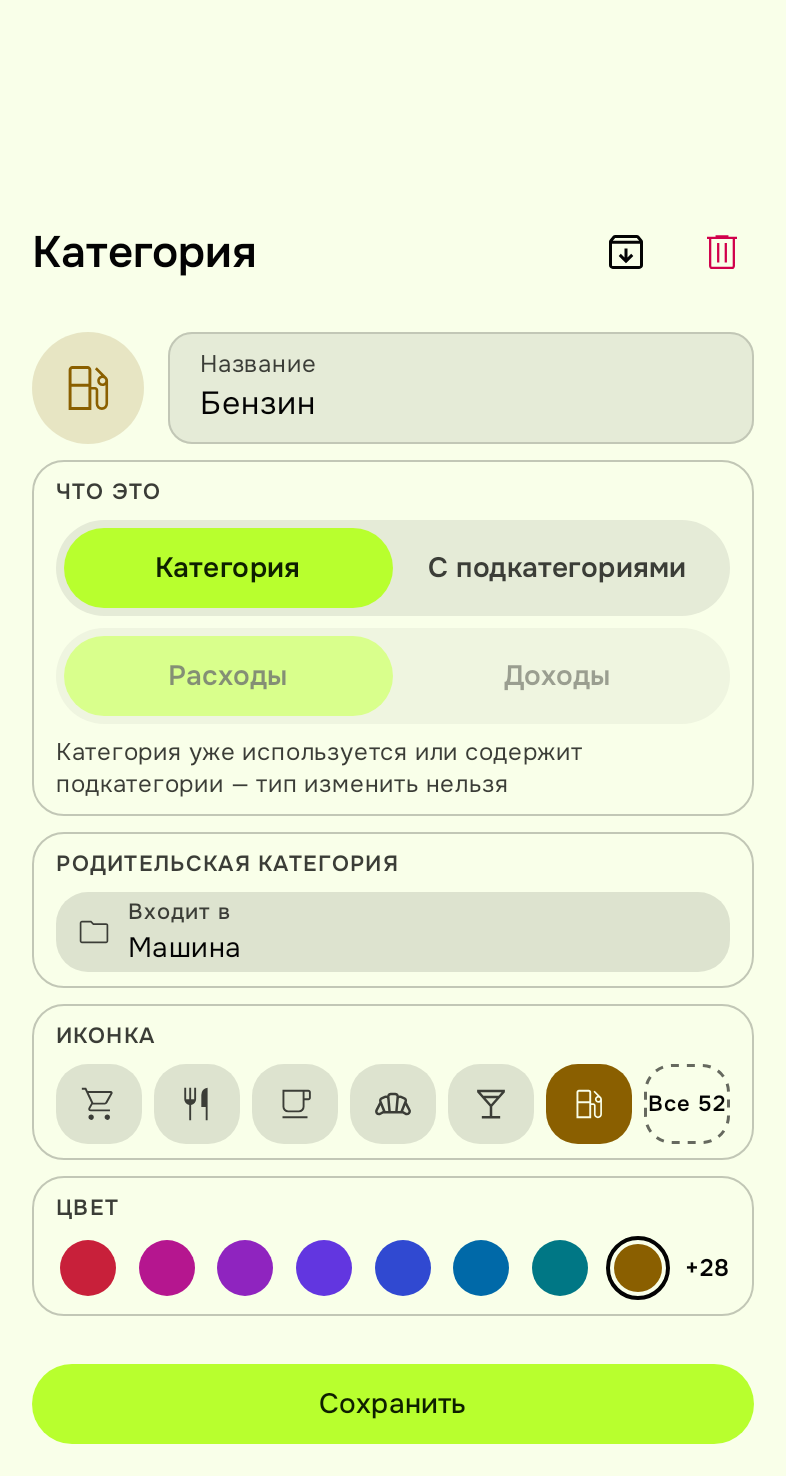 Категория
Название
Бензин
ЧТО ЭТО
Категория
С подкатегориями
Расходы
Доходы
Категория уже используется или содержит
подкатегории — тип изменить нельзя
РОДИТЕЛЬСКАЯ КАТЕГОРИЯ
Входит в
Машина
ИКОНКА
Все 52
ЦВЕТ
+28
Сохранить